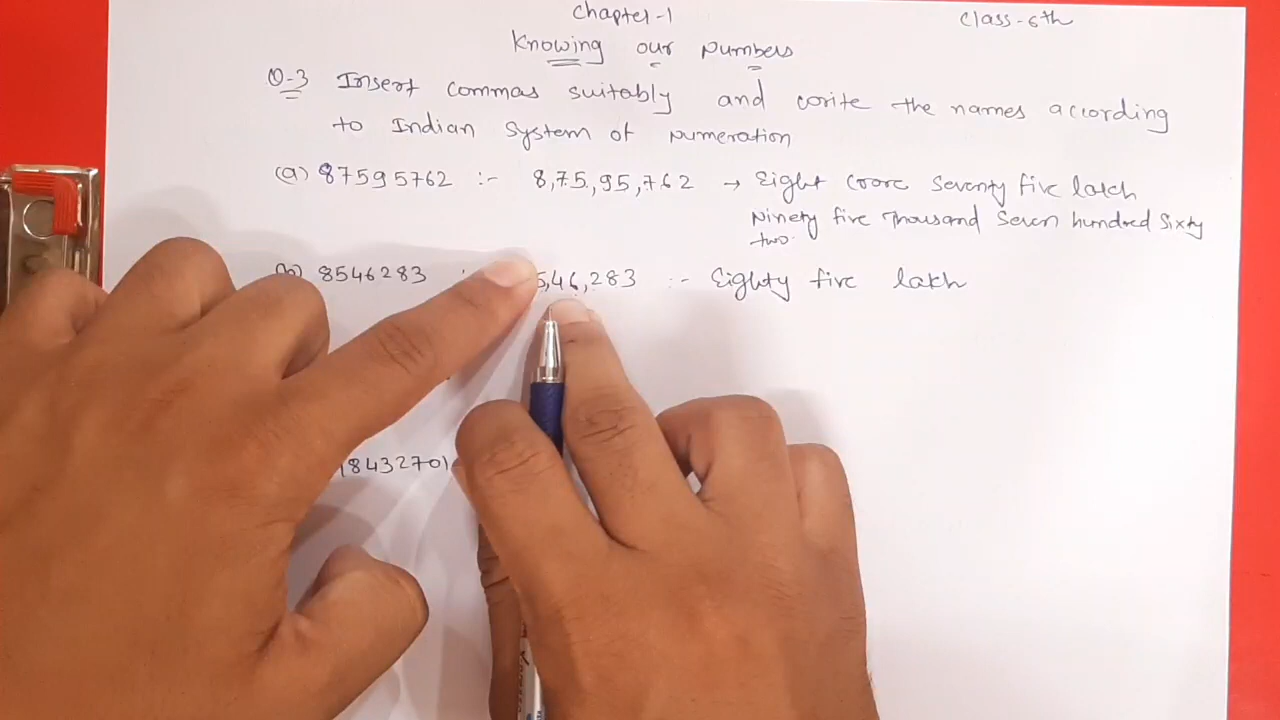 Chapter-1
Class-6th
Knowing our numbers
Q-3 Insert commas suitably and write the names according
to Indian System of Numeration
(a) 87595762 :- 8,75,95,762 → Eight crore Seventy five lakh
Ninety five Thousand Seven hundred Sixty
two.
8546283 5,46,283 :- Eighty five lakh
8432701